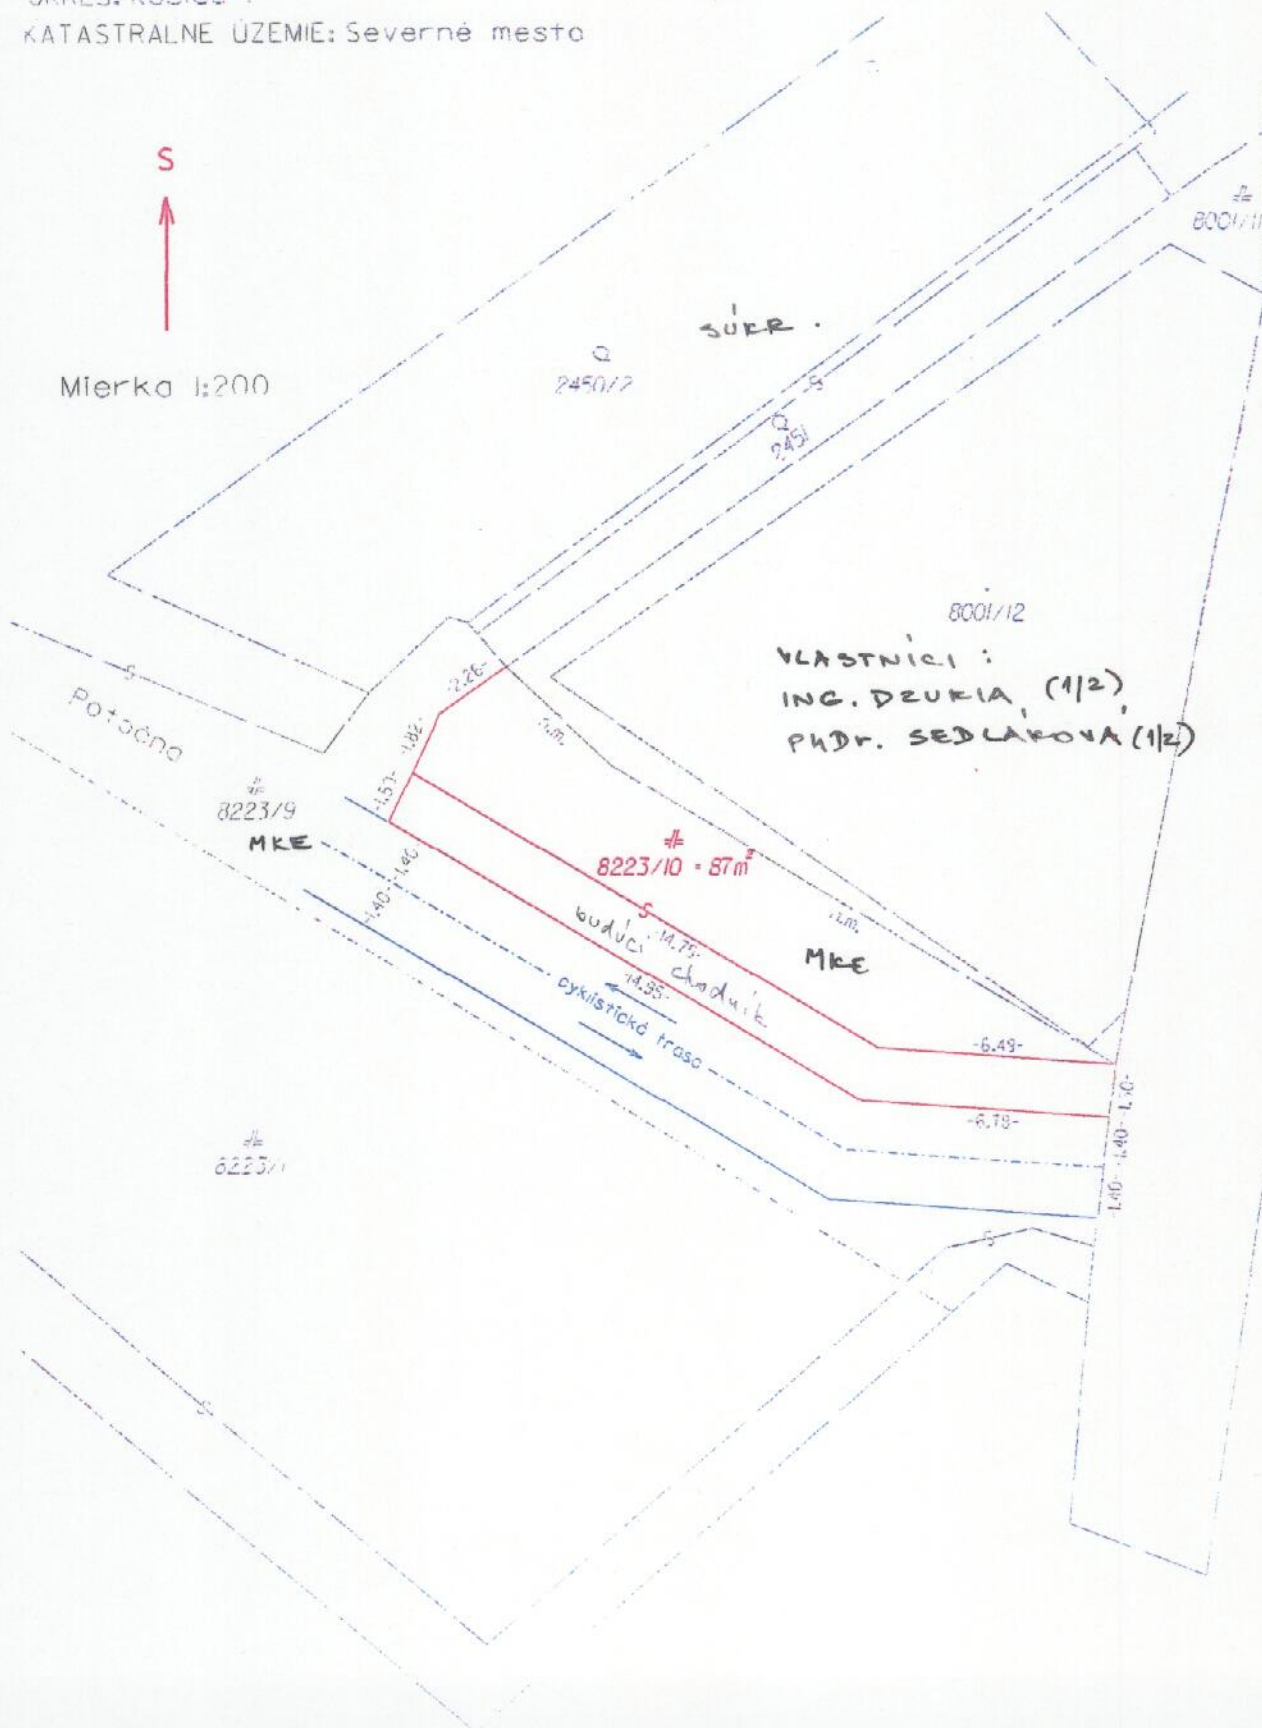 KATASTRALNE ÚZEMIE: Severné mesto
S
Mierka 1:200
8001/11
SÚKR.
2450/2
S
2451
8001/12
VLASTNÍCI :
ING. DZURIA, (1/2)
PHDr. SEDLÁKOVÁ (1/2)
S
Potočná
-2.26-
-1.82-
-1.50-
n.m.
8223/9
MKE
8223/10 - 87m²
-1.40-
-1.40-
S
-14.75-
budúci chodník
-14.95-
n.m.
MKE
cyklistická trasa
-6.49-
-6.78-
-1.50-
-1.40-
-1.40-
8223/1
S
S